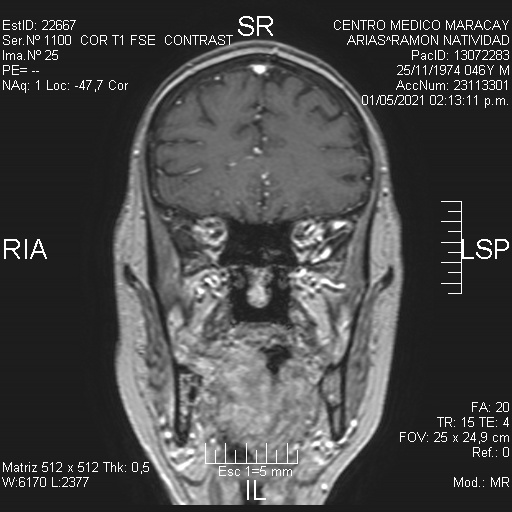 EstID: 22667
Ser.Nº 1100 COR T1 FSE CONTRAST
Ima.Nº 25
PE= --
NAq: 1 Loc: -47,7 Cor
SR
CENTRO MEDICO MARACAY
ARIAS^RAMON NATIVIDAD
PacID: 13072283
25/11/1974 046Y M
AccNum: 23113301
01/05/2021 02:13:11 p.m.
RIA
LSP
Matriz 512 x 512 Thk: 0,5
W:6170 L:2377
Esc 1=5 mm
IL
FA: 20
TR: 15 TE: 4
FOV: 25 x 24,9 cm
Ref.: 0
Mod.: MR